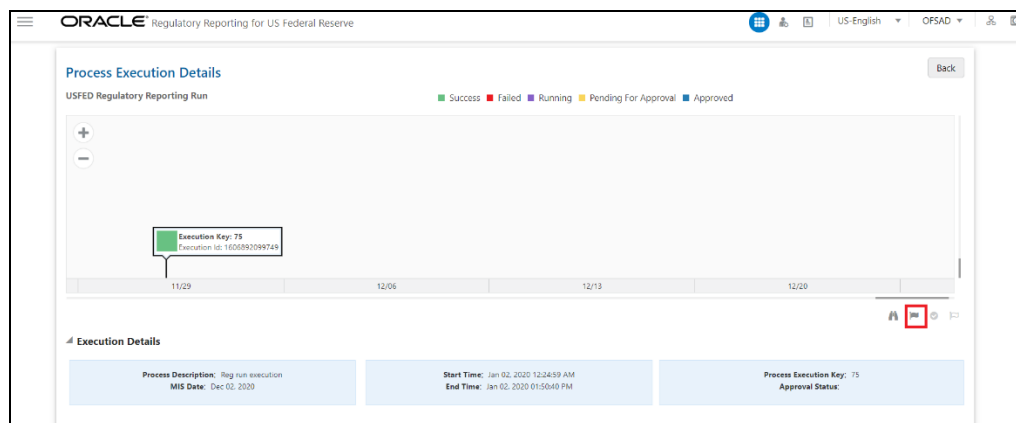 ORACLE® Regulatory Reporting for US Federal Reserve
US-English
OFSAD
Process Execution Details
Back
USFED Regulatory Reporting Run
Success Failed Running Pending For Approval Approved
Execution Key: 75
Execution Id: 1606892099749
11/29 12/06 12/13 12/20
Execution Details
Process Description: Reg run execution
MIS Date: Dec 02, 2020
Start Time: Jan 02, 2020 12:24:59 AM
End Time: Jan 02, 2020 01:50:40 PM
Process Execution Key: 75
Approval Status: